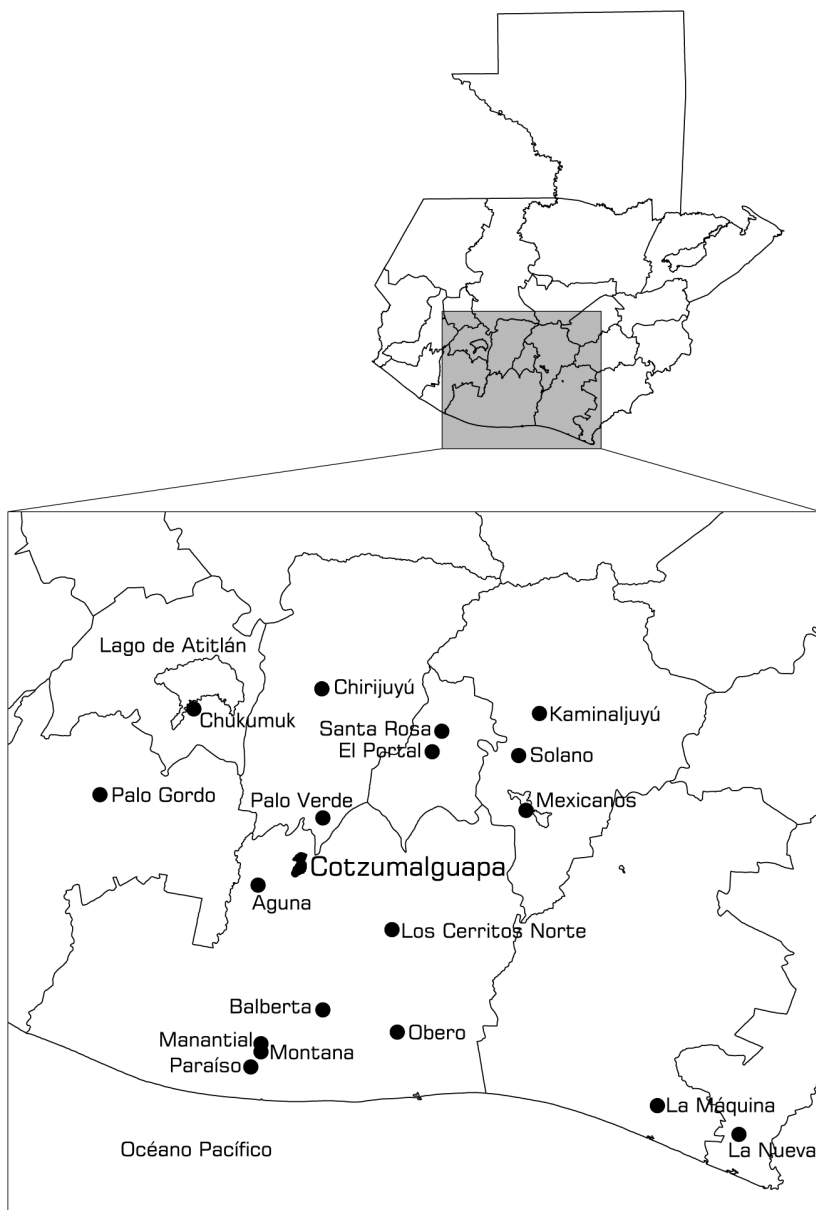 Lago de Atitlán
Chirijuyú
Chukumuk
Kaminaljuyú
Santa Rosa
El Portal
Solano
Palo Gordo
Palo Verde
Mexicanos
Cotzumalguapa
Aguna
Los Cerritos Norte
Balberta
Obero
Manantial
Montana
Paraíso
La Máquina
La Nueva
Océano Pacífico